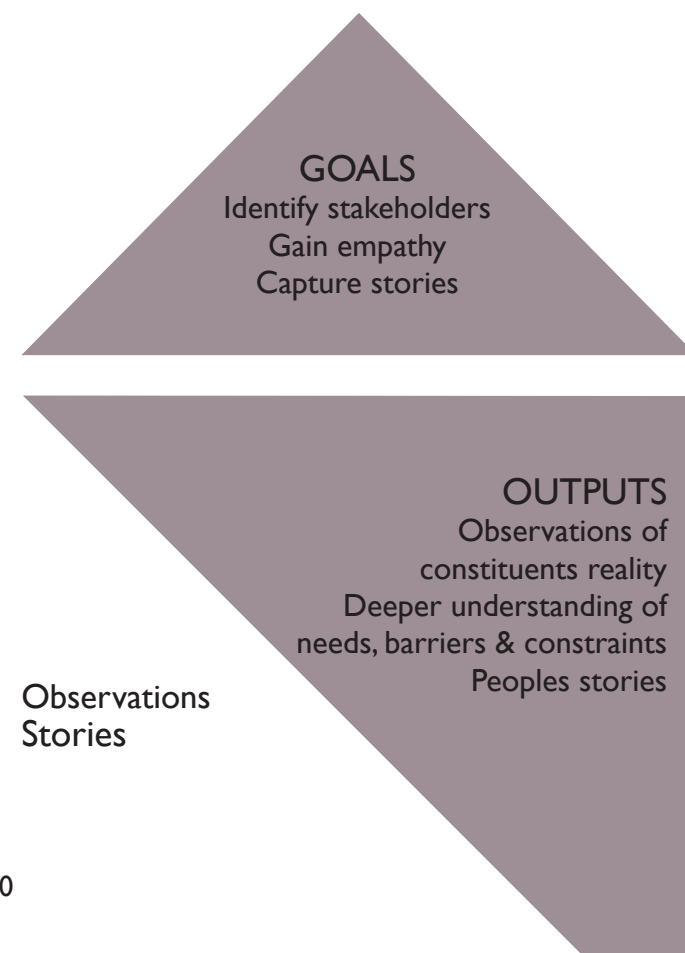 GOALS
Identify stakeholders
Gain empathy
Capture stories
OUTPUTS
Observations of
constituents reality
Deeper understanding of
needs, barriers & constraints
Peoples stories
Observations
Stories
0